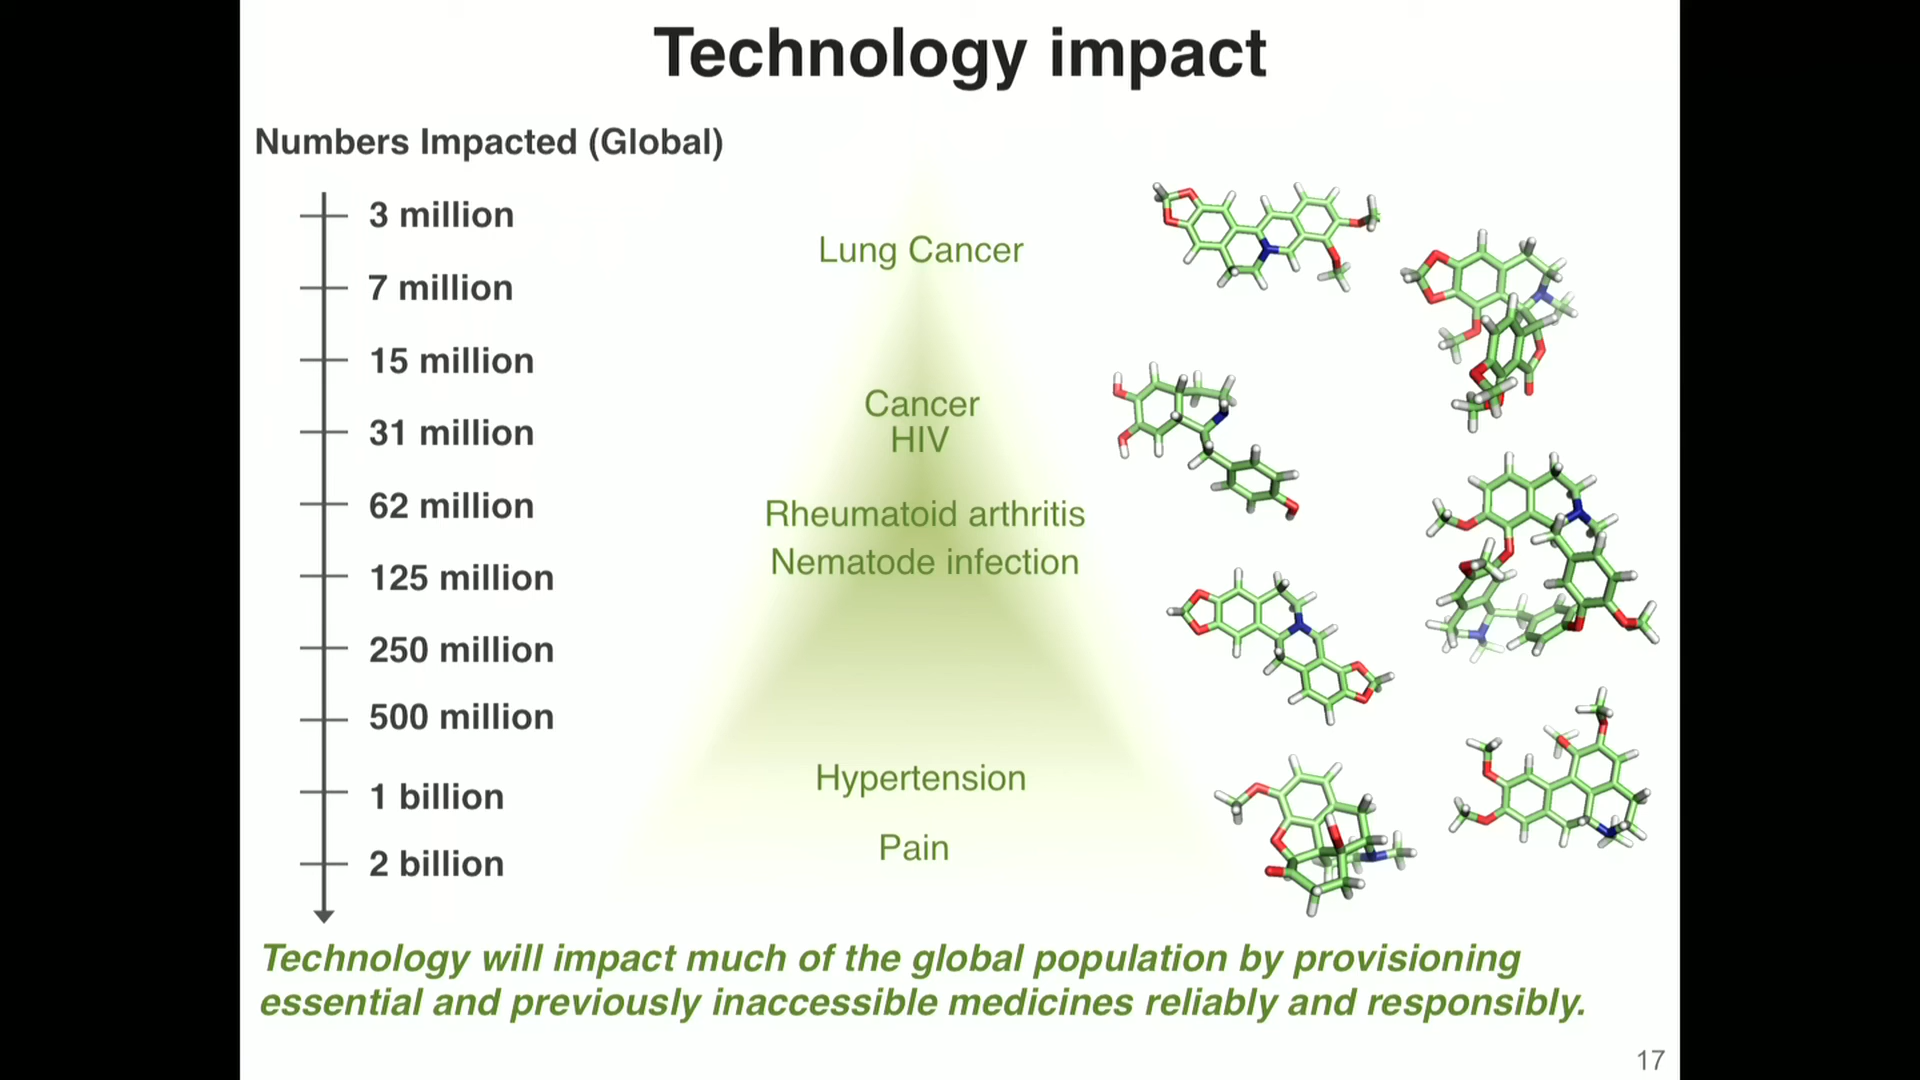 Technology impact
Numbers Impacted (Global)
3 million
7 million
15 million
31 million
62 million
125 million
250 million
500 million
1 billion
2 billion
Lung Cancer
Cancer
HIV
Rheumatoid arthritis
Nematode infection
Hypertension
Pain
Technology will impact much of the global population by provisioning
essential and previously inaccessible medicines reliably and responsibly.
17